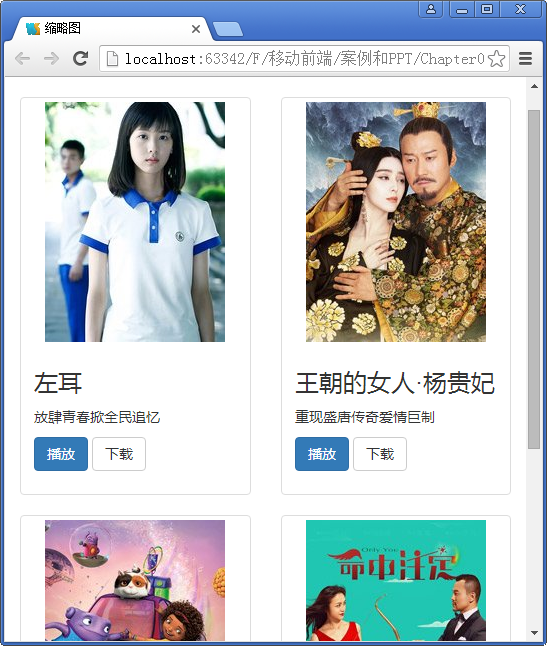 缩略图
localhost:63342/F/移动前端/案例和PPT/Chapter0
左耳
放肆青春掀全民追忆
播放 下载
王朝的女人·杨贵妃
重现盛唐传奇爱情巨制
播放 下载
Only You
命中注定